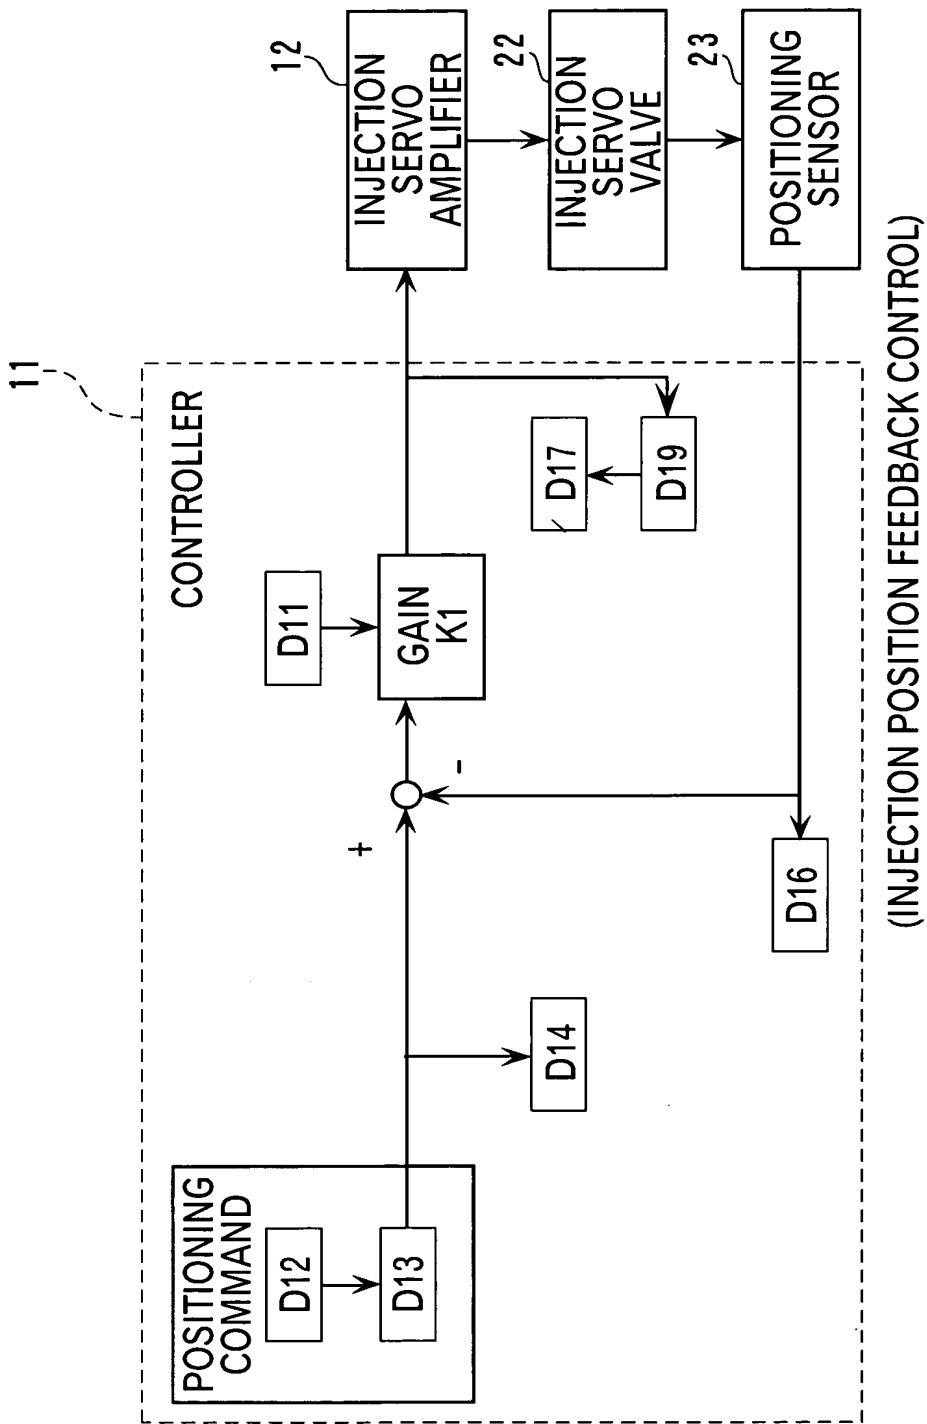 11
CONTROLLER
POSITIONING
COMMAND
D12
D13
D14
+
-
D11
GAIN
K1
D17
D19
D16
12
INJECTION
SERVO
AMPLIFIER
22
INJECTION
SERVO
VALVE
23
POSITIONING
SENSOR
(INJECTION POSITION FEEDBACK CONTROL)